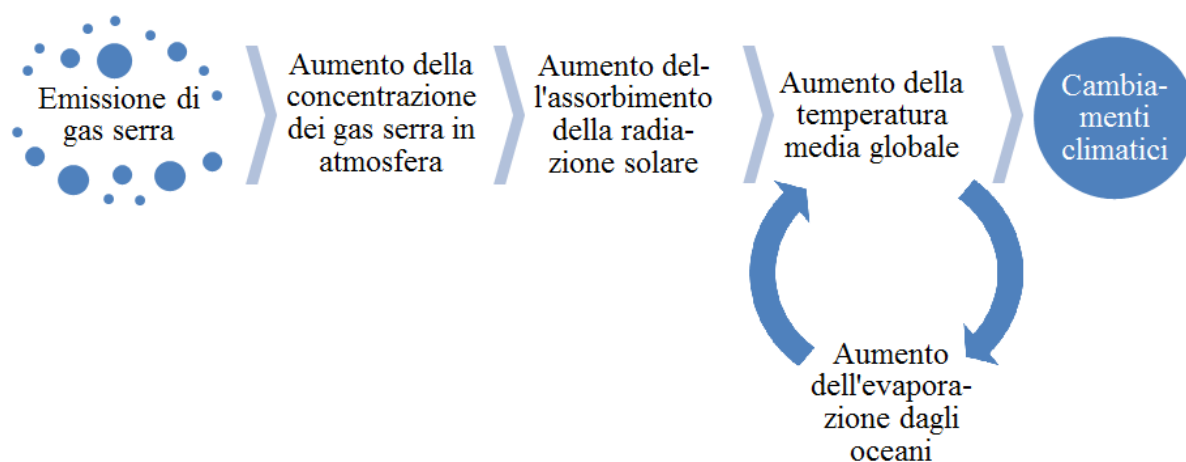 Emissione di
gas serra
Aumento della
concentrazione
dei gas serra in
atmosfera
Aumento del-
l'assorbimento
della radia-
zione solare
Aumento della
temperatura
media globale
Cambia-
menti
climatici
Aumento
dell'evapora-
zione dagli
oceani